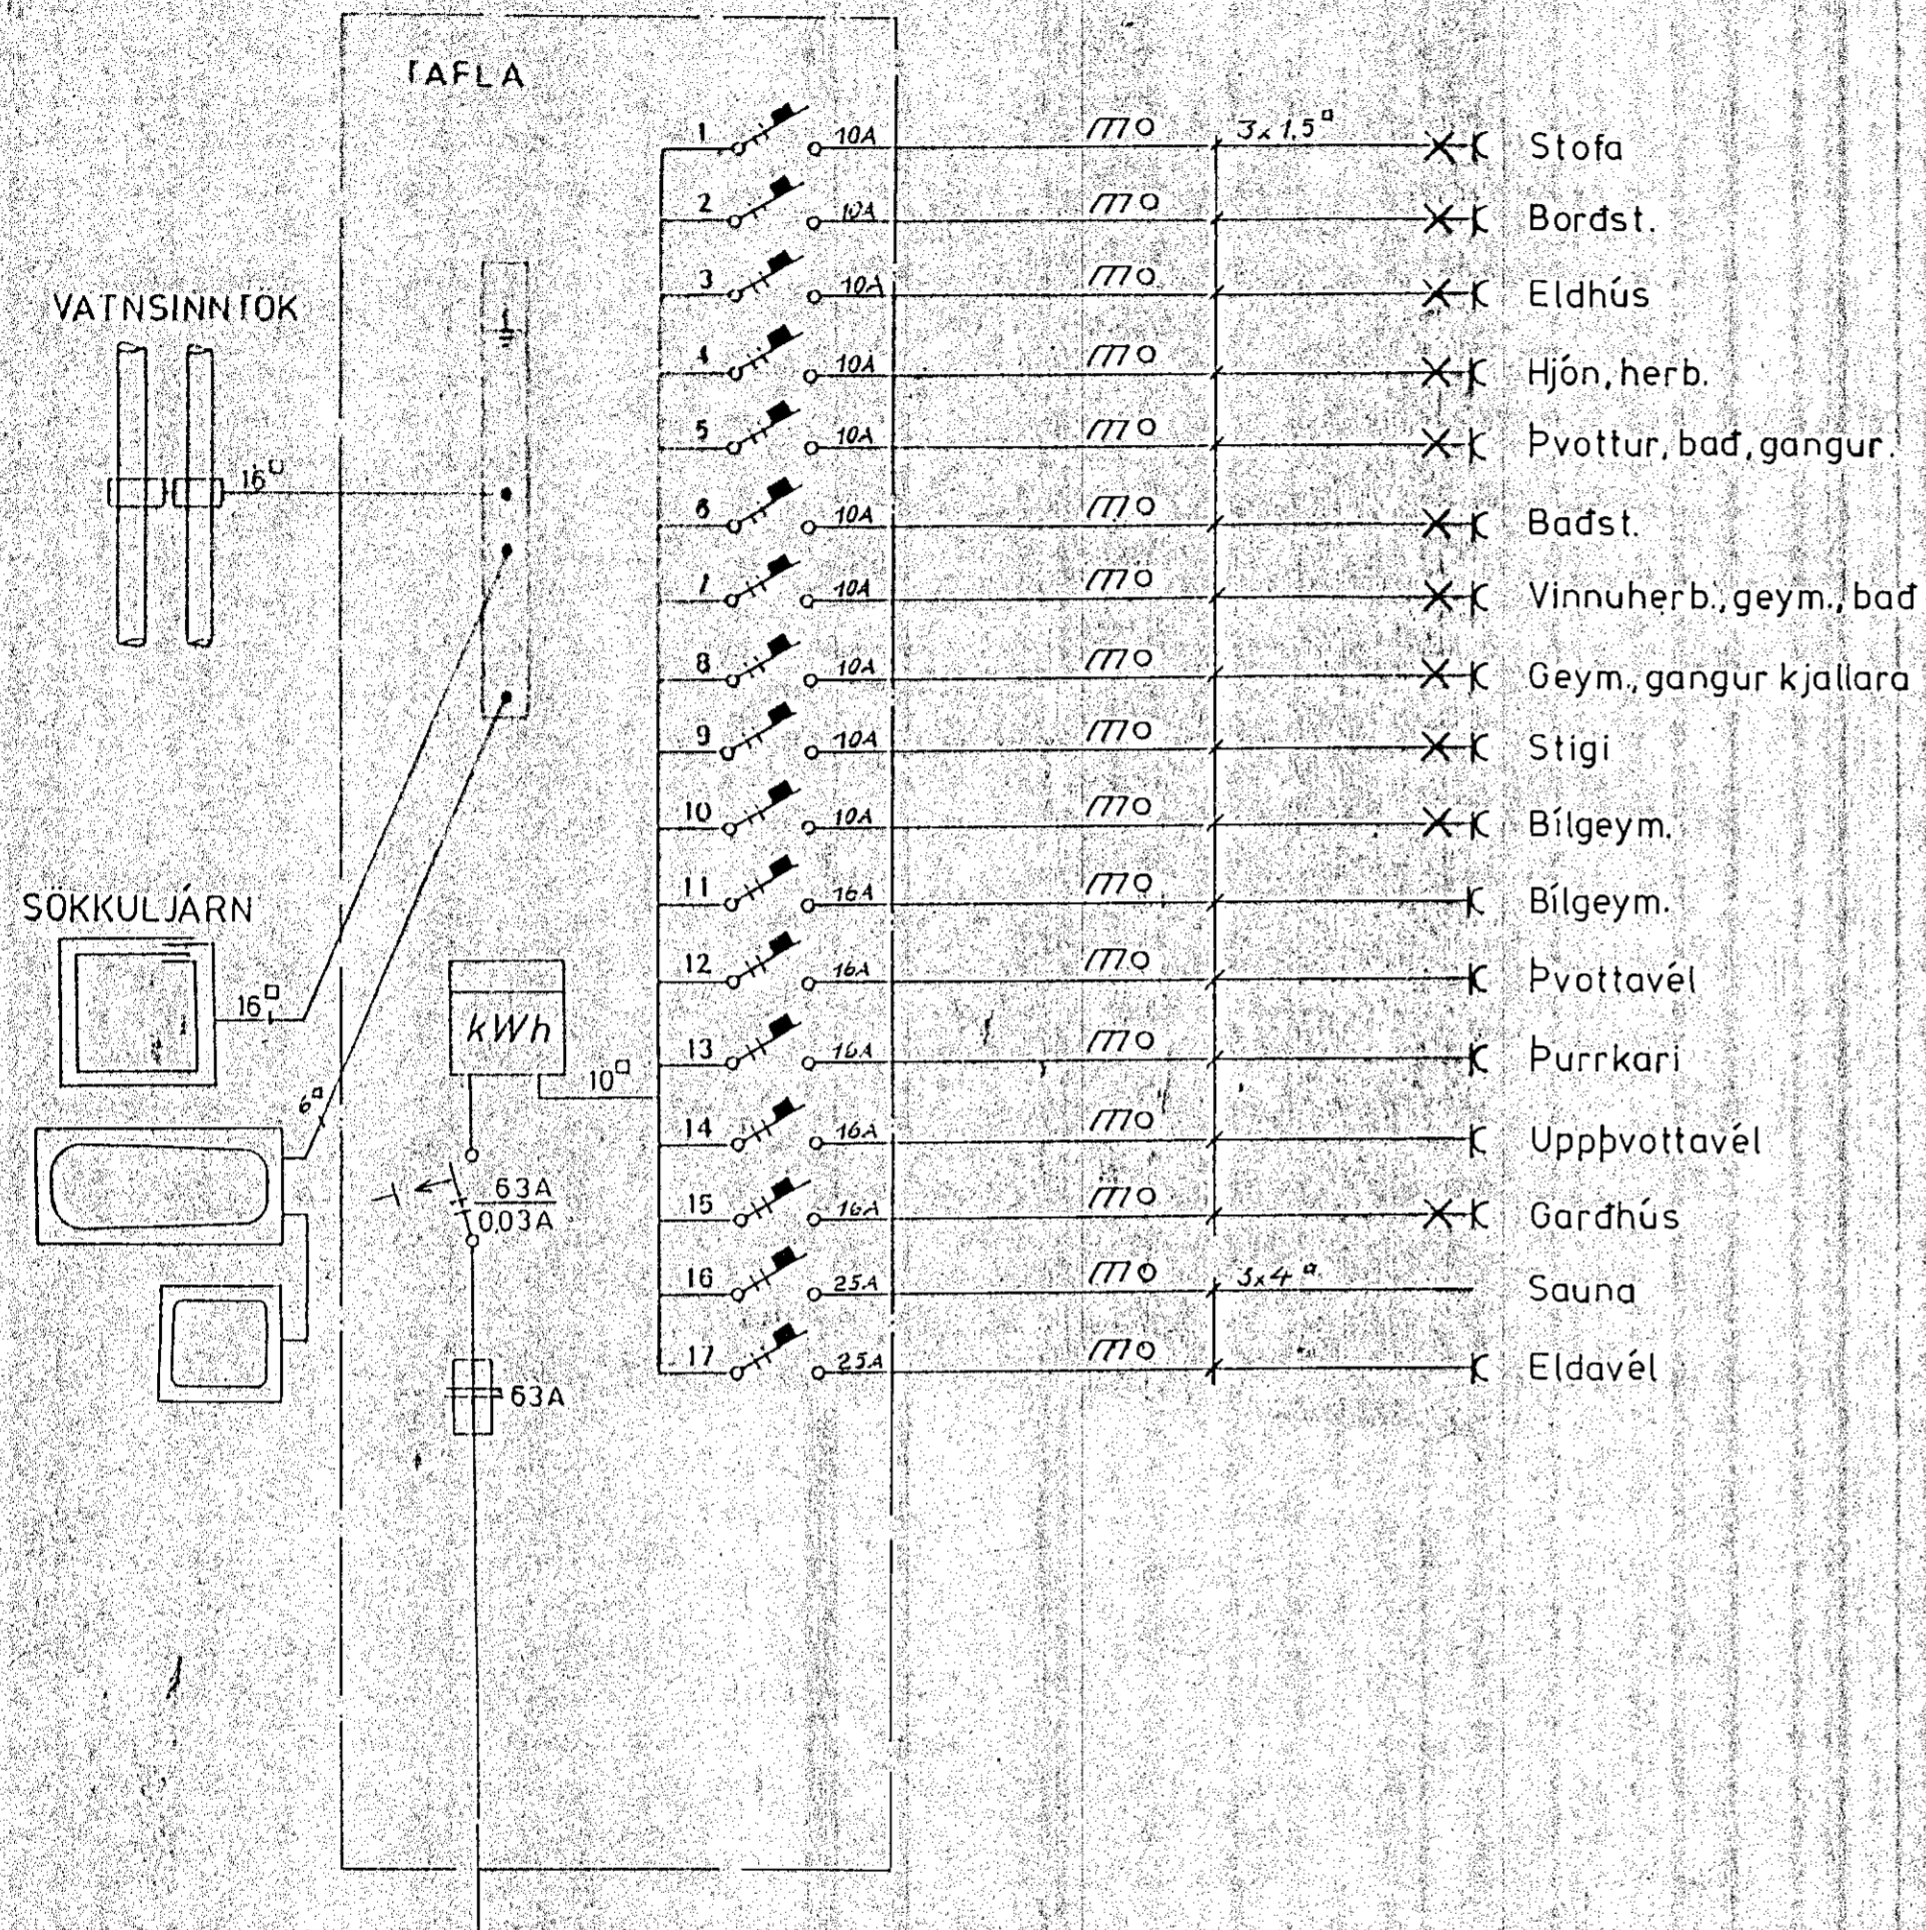 TAFLA
1 10A 3x1.5□ Stofa
2 10A Borðst.
3 10A Eldhús
VATNSINNTÖK
4 10A Hjón, herb.
5 10A Þvottur, bað, gangur.
16□
6 10A Baðst.
7 10A Vinnuherb., geym., bað
8 10A Geym., gangur kjallara
9 10A Stigi
10 10A Bílgeym.
11 16A Bílgeym.
SÖKKULJÁRN
12 16A Þvottavél
16□
kWh
13 16A Þurrkari
10□
6□
14 16A Uppþvottavél
63A
0,03A
15 16A Garðhús
16 25A 3x4□ Sauna
17 25A Eldavél
63A